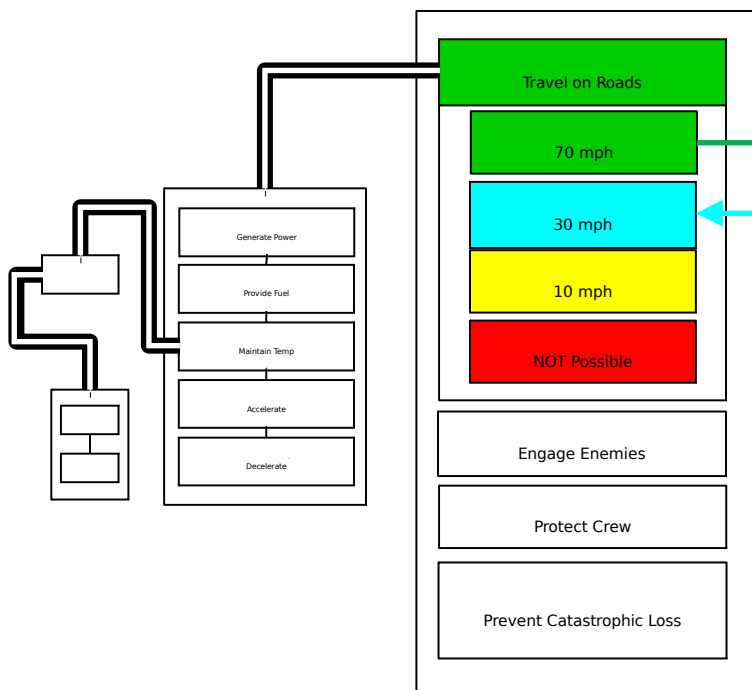 Travel on Roads
70 mph
30 mph
10 mph
NOT Possible
Engage Enemies
Protect Crew
Prevent Catastrophic Loss
Generate Power
Provide Fuel
Maintain Temp
Accelerate
Decelerate